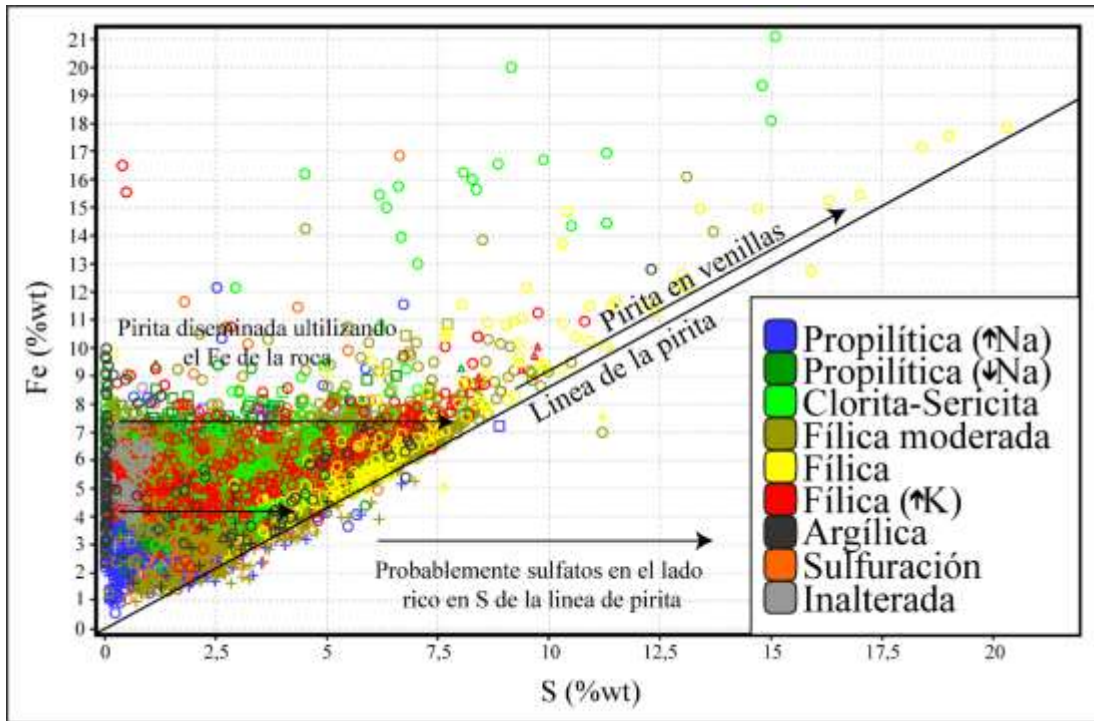 Fe (%wt)
21
20
19
18
17
16
15
14
13
12
11
10
9
8
7
6
5
4
3
2
1
0
Pirita diseminada ultilizando
el Fe de la roca
Pirita en venillas
Linea de la pirita
Probablemente sulfatos en el lado
rico en S de la linea de pirita
Propilítica (↑Na)
Propilítica (↓Na)
Clorita-Sericita
Fílica moderada
Fílica
Fílica (↑K)
Argílica
Sulfuración
Inalterada
0
2,5
5
7,5
10
12,5
15
17,5
20
S (%wt)